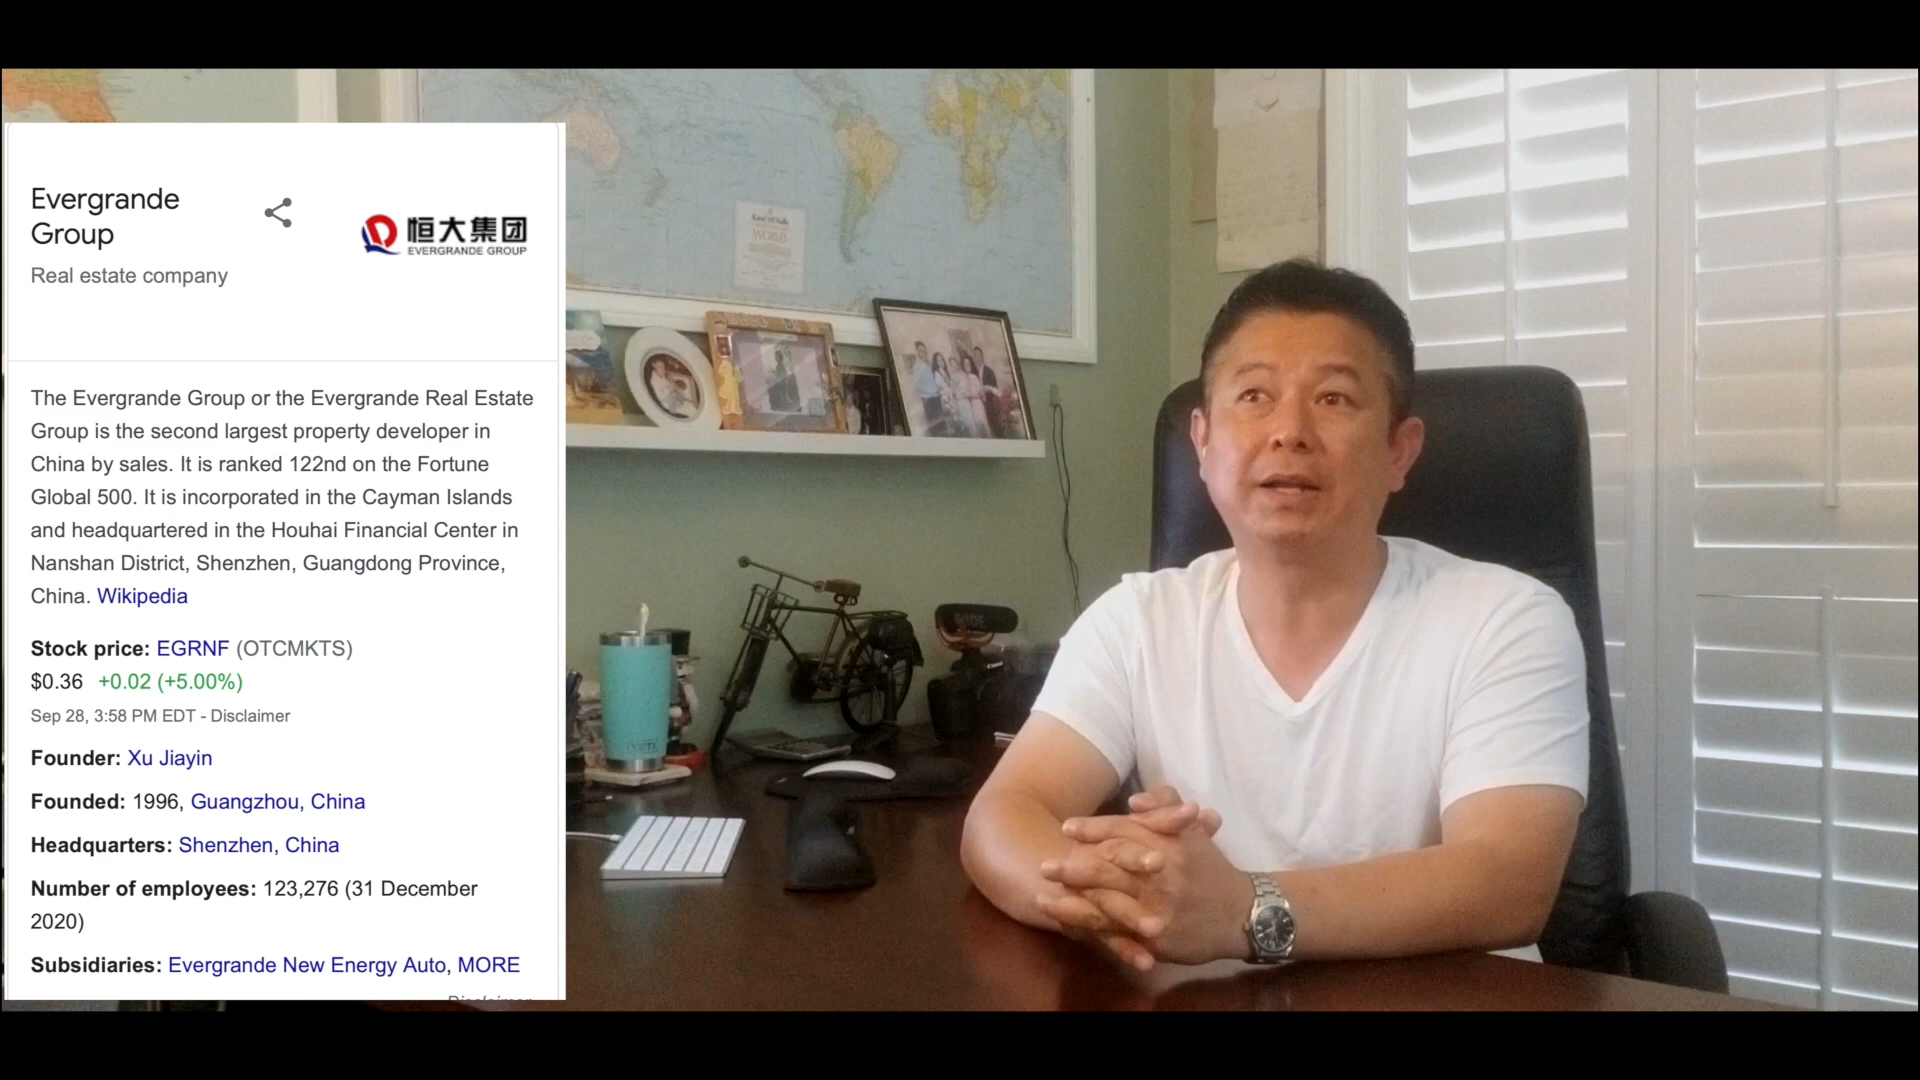 Evergrande
Group
恒大集团
EVERGRANDE GROUP
Real estate company
The Evergrande Group or the Evergrande Real Estate
Group is the second largest property developer in
China by sales. It is ranked 122nd on the Fortune
Global 500. It is incorporated in the Cayman Islands
and headquartered in the Houhai Financial Center in
Nanshan District, Shenzhen, Guangdong Province,
China. Wikipedia
Stock price: EGRNF (OTCMKTS)
$0.36 +0.02 (+5.00%)
Sep 28, 3:58 PM EDT - Disclaimer
Founder: Xu Jiayin
Founded: 1996, Guangzhou, China
Headquarters: Shenzhen, China
Number of employees: 123,276 (31 December
2020)
Subsidiaries: Evergrande New Energy Auto, MORE
WORLD
RODE
Canon
YETI